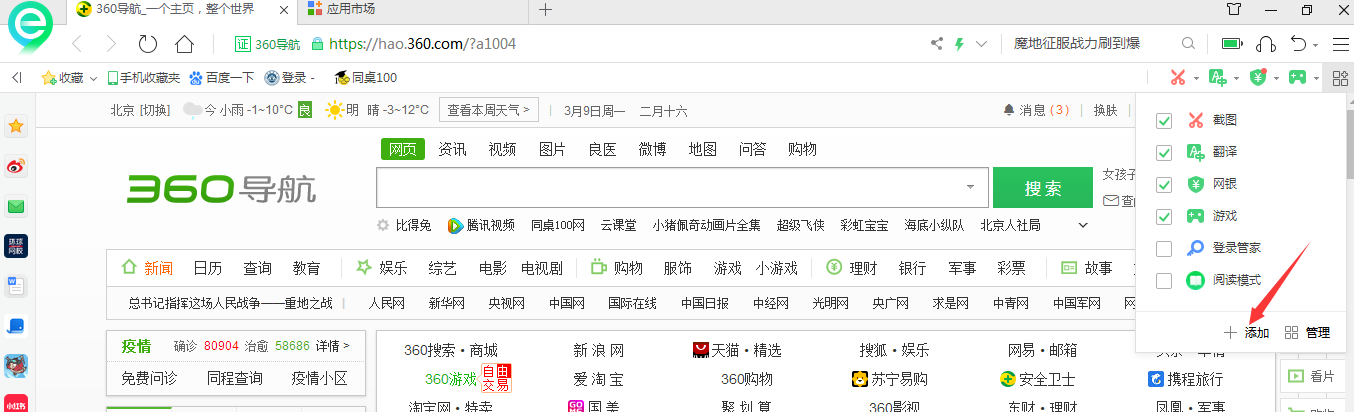 360导航_一个主页，整个世界 应用市场
证 360导航 https://hao.360.com/?a1004 魔地征服战力刷到爆
收藏 手机收藏夹 百度一下 登录 - 同桌100
北京 [切换] 今 小雨 -1~10°C 良 明 晴 -3~12°C 查看本周天气 > 3月9日周一 二月十六 消息 ( 3 ) 换肤
截图
翻译
网银
游戏
登录管家
阅读模式
添加 管理
网页 资讯 视频 图片 良医 微博 地图 问答 购物
360导航 搜索 女孩子
比得兔 腾讯视频 同桌100网 云课堂 小猪佩奇动画片全集 超级飞侠 彩虹宝宝 海底小纵队 北京人社局
新闻 日历 查询 教育 娱乐 综艺 电影 电视剧 购物 服饰 游戏 小游戏 理财 银行 军事 彩票 故事
总书记指挥这场人民战争——重地之战 人民网 新华网 央视网 中国网 国际在线 中国日报 中经网 光明网 央广网 求是网 中青网 中国军网
疫情 确诊 80904 治愈 58686 详情 >
免费问诊 同程查询 疫情小区
360搜索 • 商城 新 浪 网 天猫 • 精选 搜狐 • 娱乐 网易 • 邮箱
360游戏 自由交易 爱 淘 宝 360购物 苏宁易购 安全卫士 携程旅行
淘宝网 • 特卖 国 美 聚 划 算 360影视 东财 • 理财 凤凰 • 军事
环球网校
小红书
看片